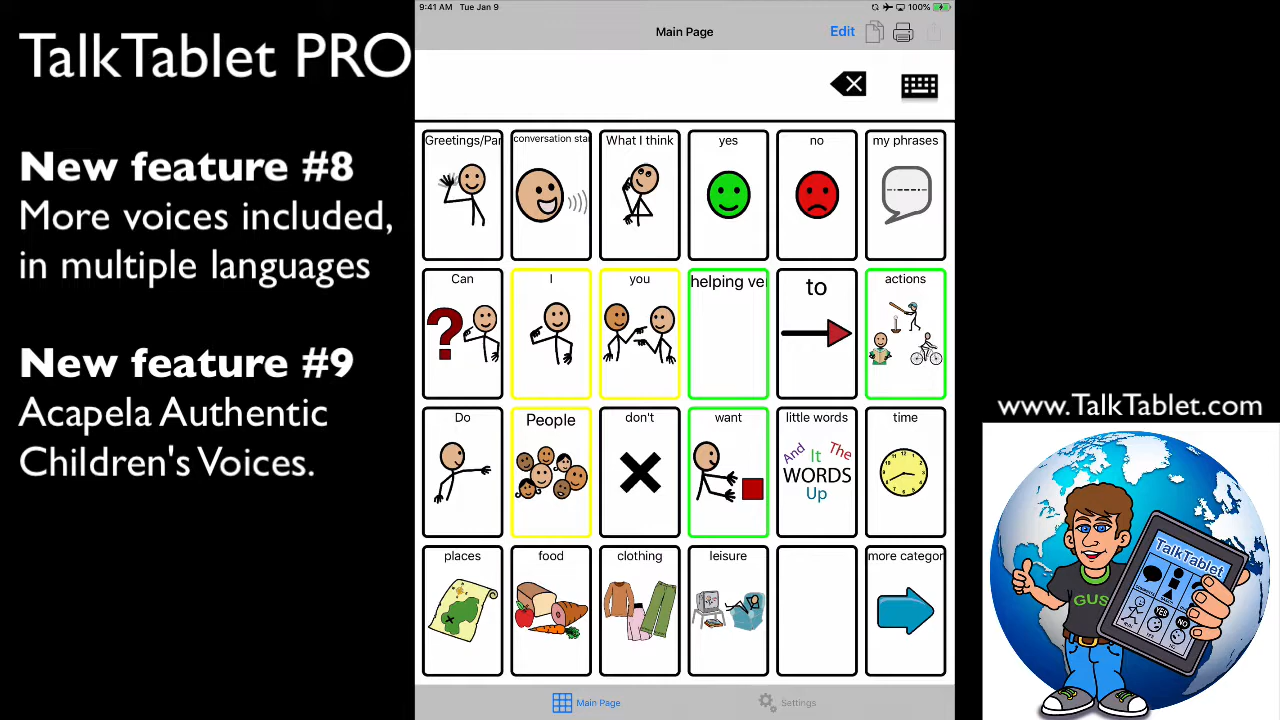 TalkTablet PRO
New feature #8
More voices included,
in multiple languages
New feature #9
Acapela Authentic
Children's Voices.
9:41 AM Tue Jan 9
100%
Main Page
Edit
Greetings/Par
conversation star
What I think
yes
no
my phrases
Can
I
you
helping ve
to
actions
Do
People
don't
want
little words
time
And
It
The
WORDS
Up
places
food
clothing
leisure
more categor
Main Page
Settings
www.TalkTablet.com
TalkTablet
GUS
NO